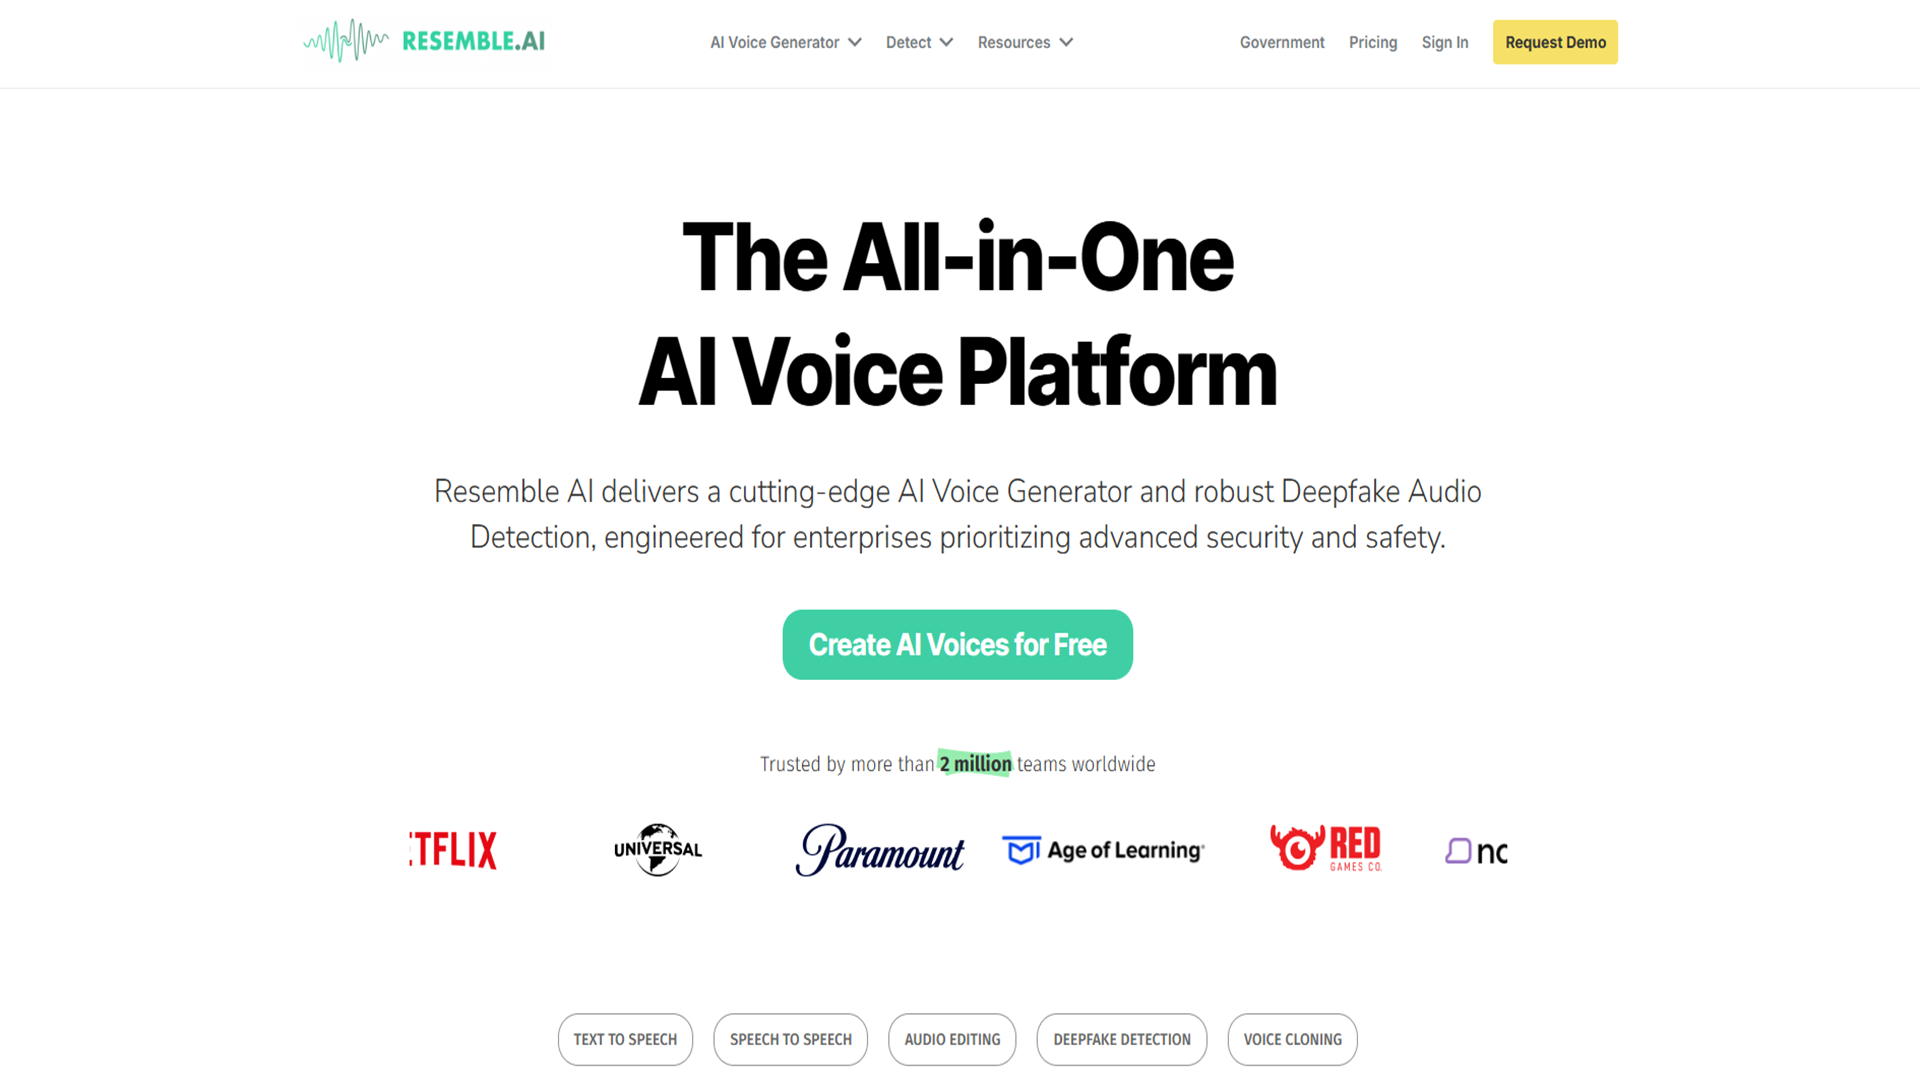 RESEMBLE.AI
AI Voice Generator
Detect
Resources
Government
Pricing
Sign In
Request Demo
The All-in-One
AI Voice Platform
Resemble AI delivers a cutting-edge AI Voice Generator and robust Deepfake Audio
Detection, engineered for enterprises prioritizing advanced security and safety.
Create AI Voices for Free
Trusted by more than 2 million teams worldwide
TFLIX
UNIVERSAL
Paramount
Age of Learning
RED
GAMES CO.
TEXT TO SPEECH
SPEECH TO SPEECH
AUDIO EDITING
DEEPFAKE DETECTION
VOICE CLONING